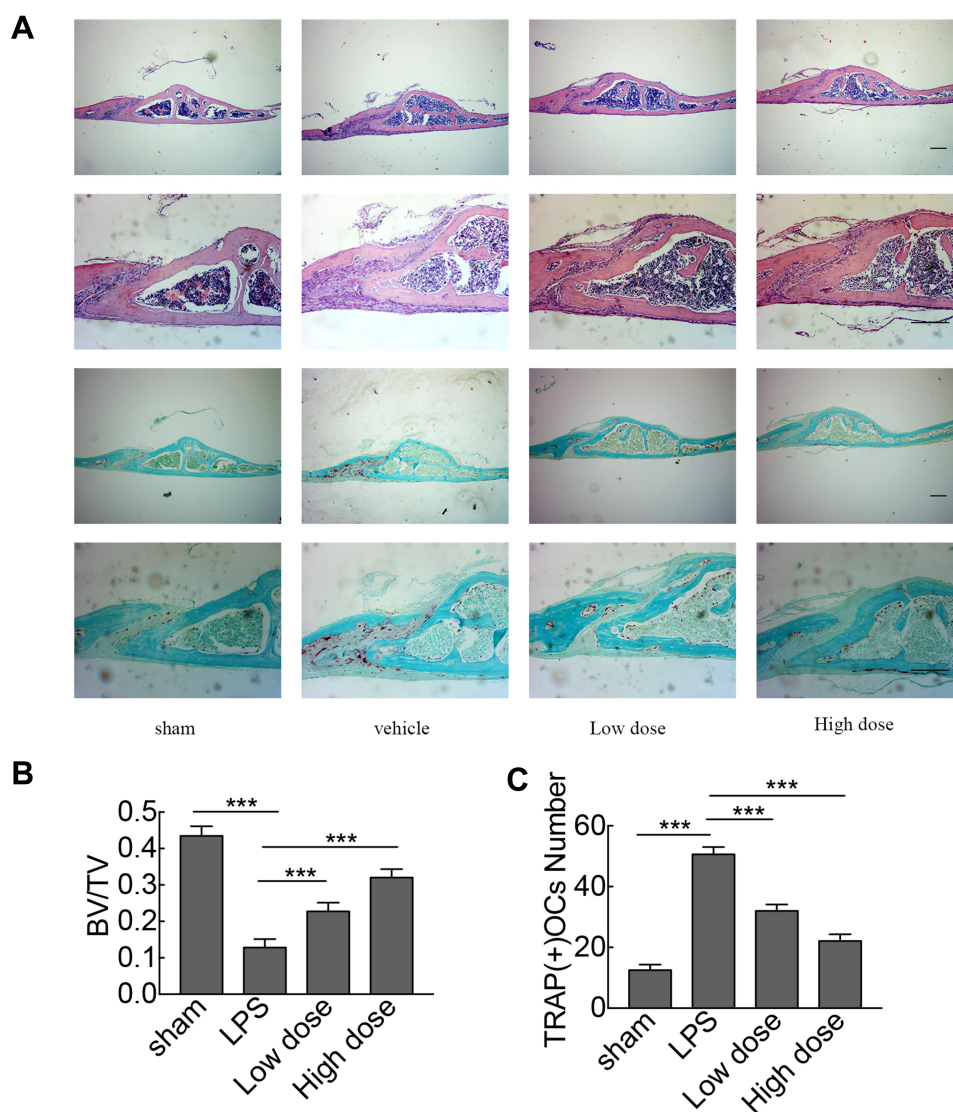 A
sham
vehicle
Low dose
High dose
B
BV/TV
0.5
0.4
0.3
0.2
0.1
0.0
***
***
***
sham
LPS
Low dose
High dose
C
TRAP(+)OCs Number
60
40
20
0
***
***
***
sham
LPS
Low dose
High dose